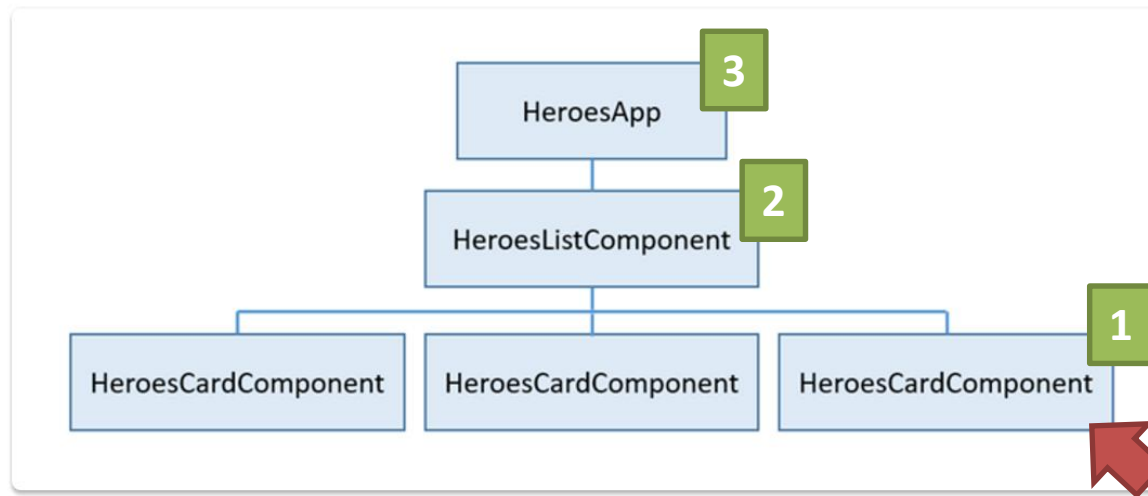 3
HeroesApp
2
HeroesListComponent
1
HeroesCardComponent
HeroesCardComponent
HeroesCardComponent